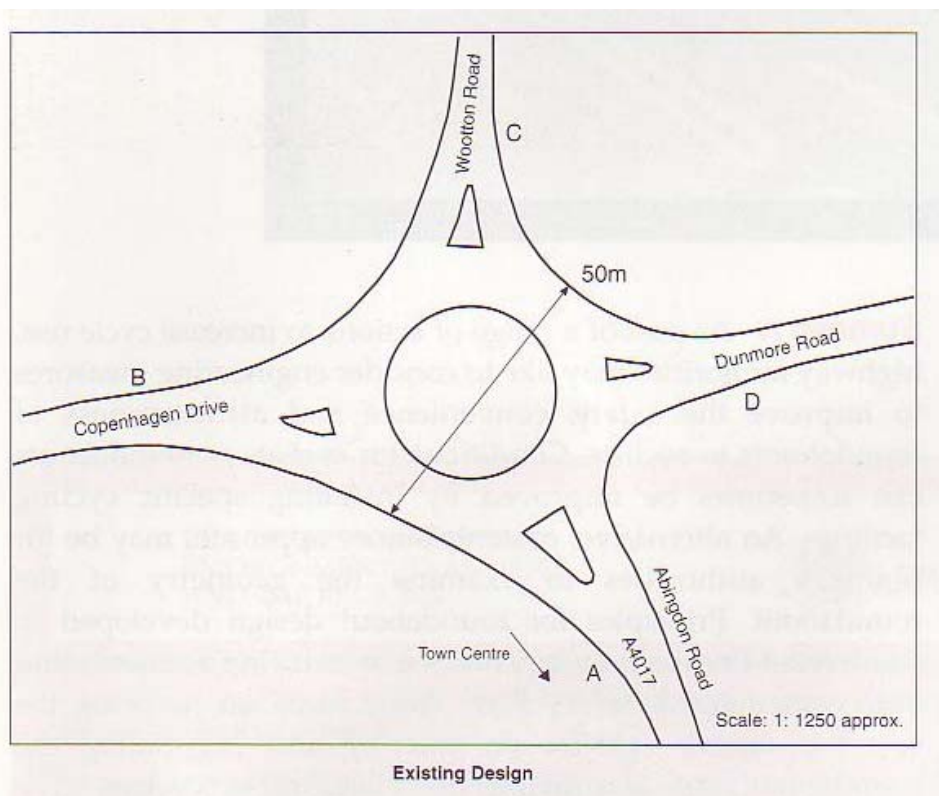 Wootton Road
C
50m
Dunmore Road
B
Copenhagen Drive
D
Abingdon Road
A4017
Town Centre
A
Scale: 1: 1250 approx.
Existing Design